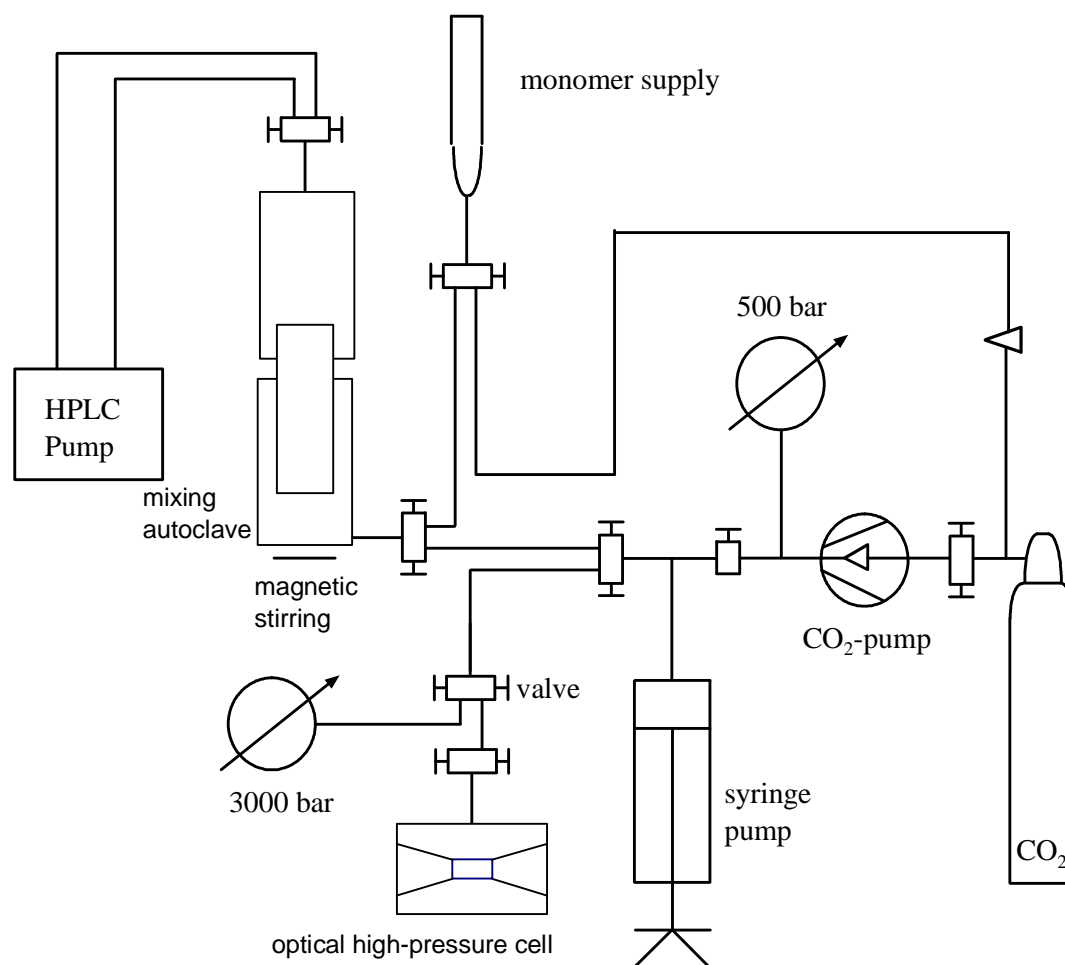 monomer supply
500 bar
HPLC
Pump
mixing
autoclave
magnetic
stirring
CO₂-pump
valve
3000 bar
syringe
pump
CO₂
optical high-pressure cell